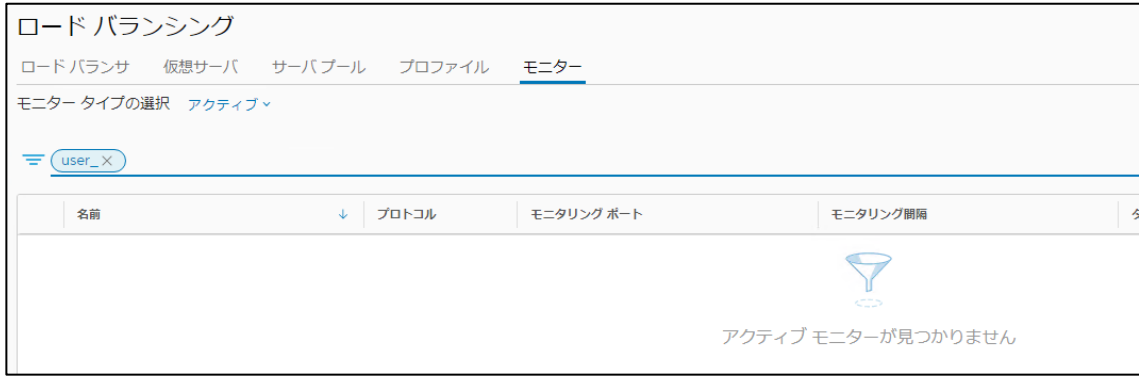 ロード バランシング
ロード バランサ 仮想サーバ サーバ プール プロファイル モニター
モニター タイプの選択 アクティブ
user_
名前 プロトコル モニタリング ポート モニタリング間隔
アクティブ モニターが見つかりません